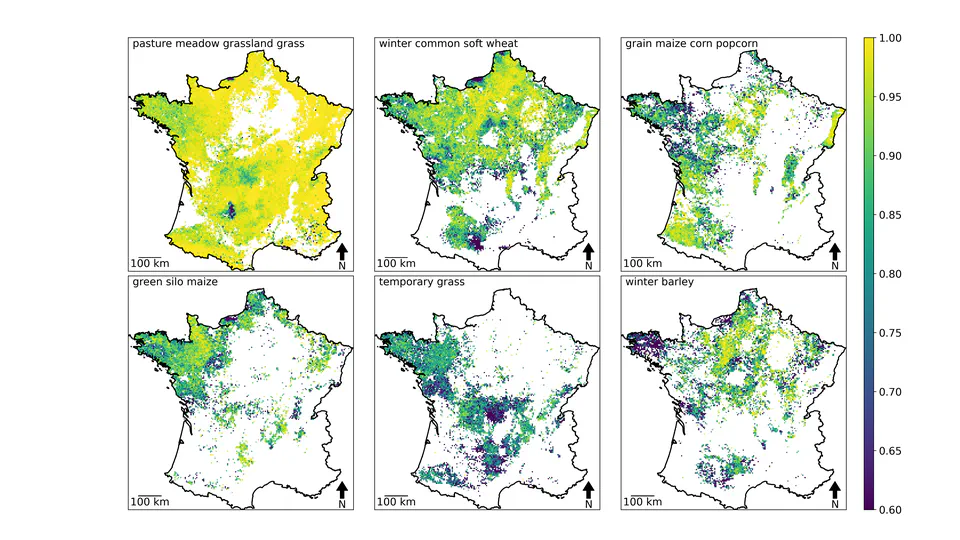 pasture meadow grassland grass
winter common soft wheat
grain maize corn popcorn
100 km
N
100 km
N
100 km
N
green silo maize
temporary grass
winter barley
100 km
N
100 km
N
100 km
N
1.00
0.95
0.90
0.85
0.80
0.75
0.70
0.65
0.60